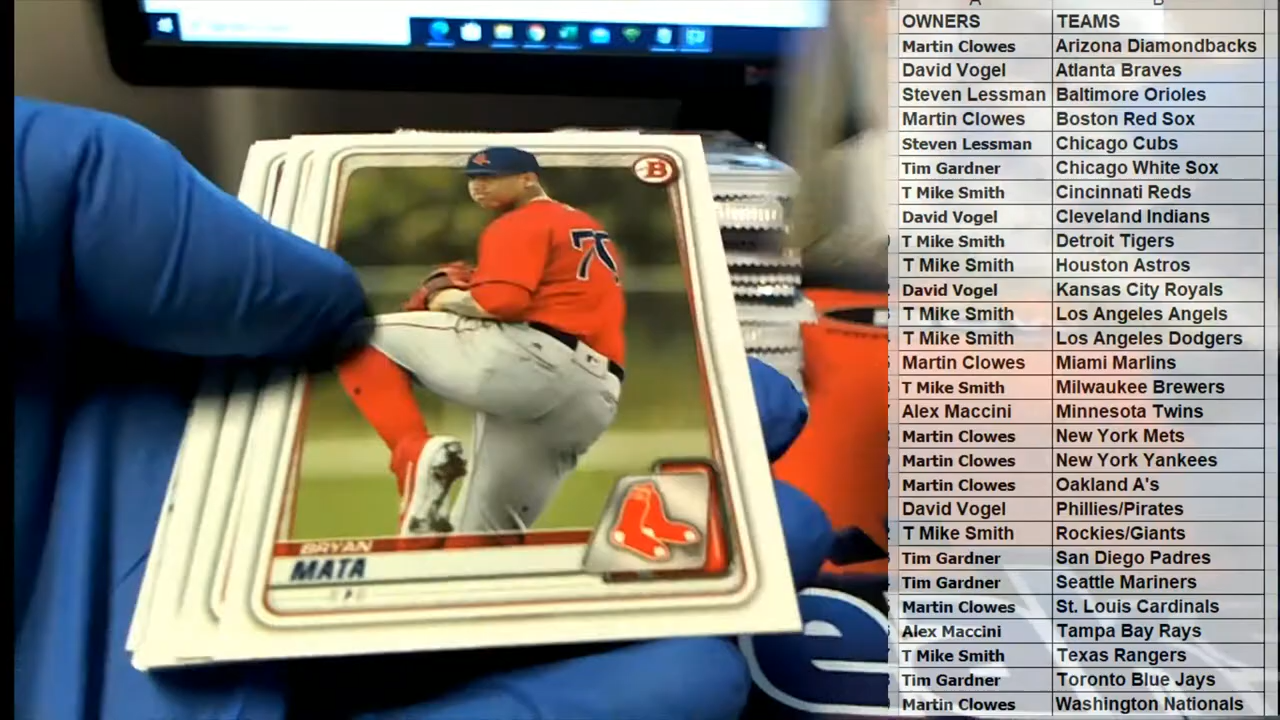 B
70
BRYAN
MATA
P
A B
OWNERS TEAMS
Martin Clowes Arizona Diamondbacks
David Vogel Atlanta Braves
Steven Lessman Baltimore Orioles
Martin Clowes Boston Red Sox
Steven Lessman Chicago Cubs
Tim Gardner Chicago White Sox
T Mike Smith Cincinnati Reds
David Vogel Cleveland Indians
T Mike Smith Detroit Tigers
T Mike Smith Houston Astros
David Vogel Kansas City Royals
T Mike Smith Los Angeles Angels
T Mike Smith Los Angeles Dodgers
Martin Clowes Miami Marlins
T Mike Smith Milwaukee Brewers
Alex Maccini Minnesota Twins
Martin Clowes New York Mets
Martin Clowes New York Yankees
Martin Clowes Oakland A's
David Vogel Phillies/Pirates
T Mike Smith Rockies/Giants
Tim Gardner San Diego Padres
Tim Gardner Seattle Mariners
Martin Clowes St. Louis Cardinals
Alex Maccini Tampa Bay Rays
T Mike Smith Texas Rangers
Tim Gardner Toronto Blue Jays
Martin Clowes Washington Nationals